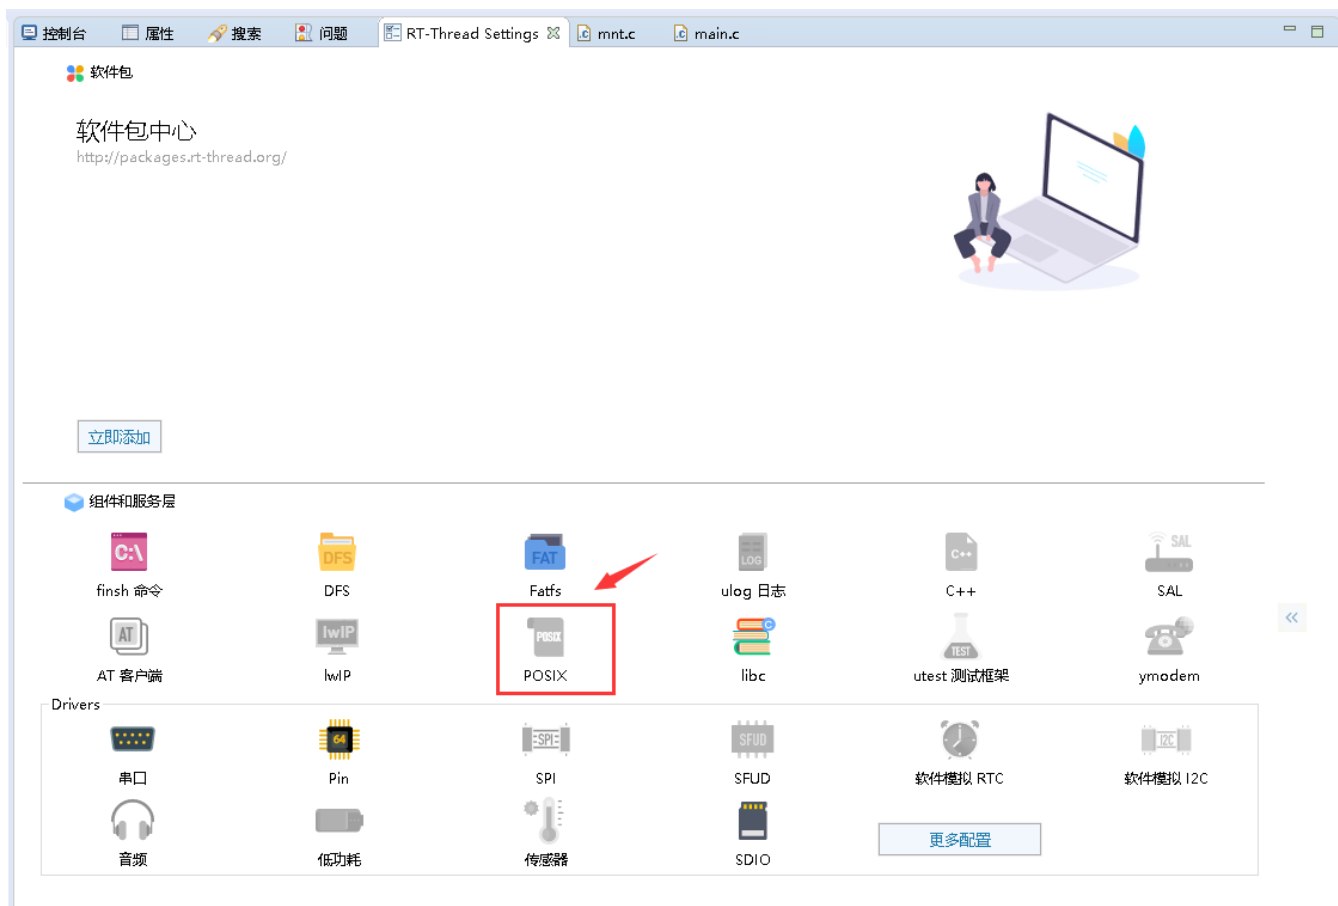 控制台 属性 搜索 问题 RT-Thread Settings mnt.c main.c
软件包
软件包中心
http://packages.rt-thread.org/
立即添加
组件和服务层
C:\ DFS FAT LOG C++ SAL
finsh 命令 DFS Fatfs ulog 日志 C++ SAL
AT lwIP POSIX C TEST
AT 客户端 lwIP POSIX libc utest 测试框架 ymodem
Drivers
64 SPI SFUD I2C
串口 Pin SPI SFUD 软件模拟 RTC 软件模拟 I2C
更多配置
音频 低功耗 传感器 SDIO